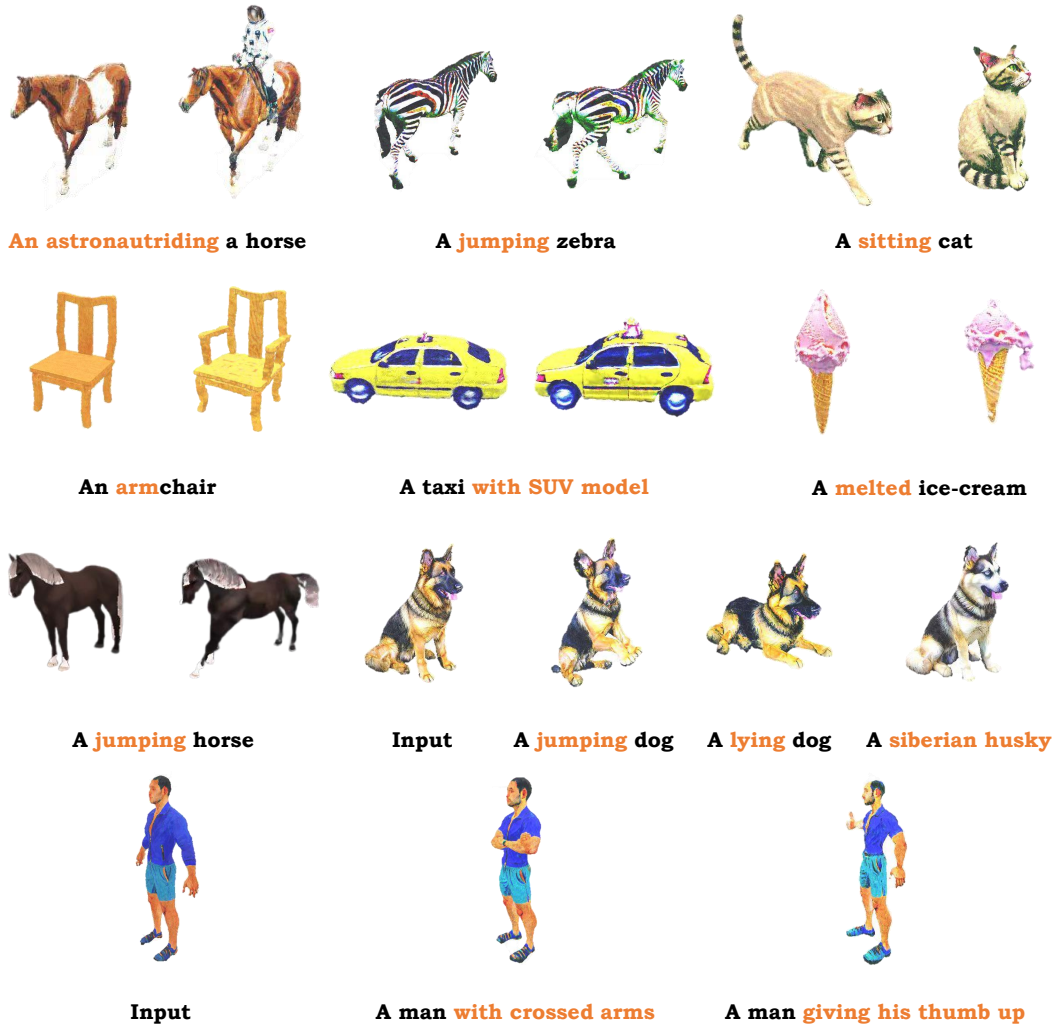 An astronautriding a horse
A jumping zebra
A sitting cat
An armchair
A taxi with SUV model
A melted ice-cream
A jumping horse
Input
A jumping dog
A lying dog
A siberian husky
Input
A man with crossed arms
A man giving his thumb up